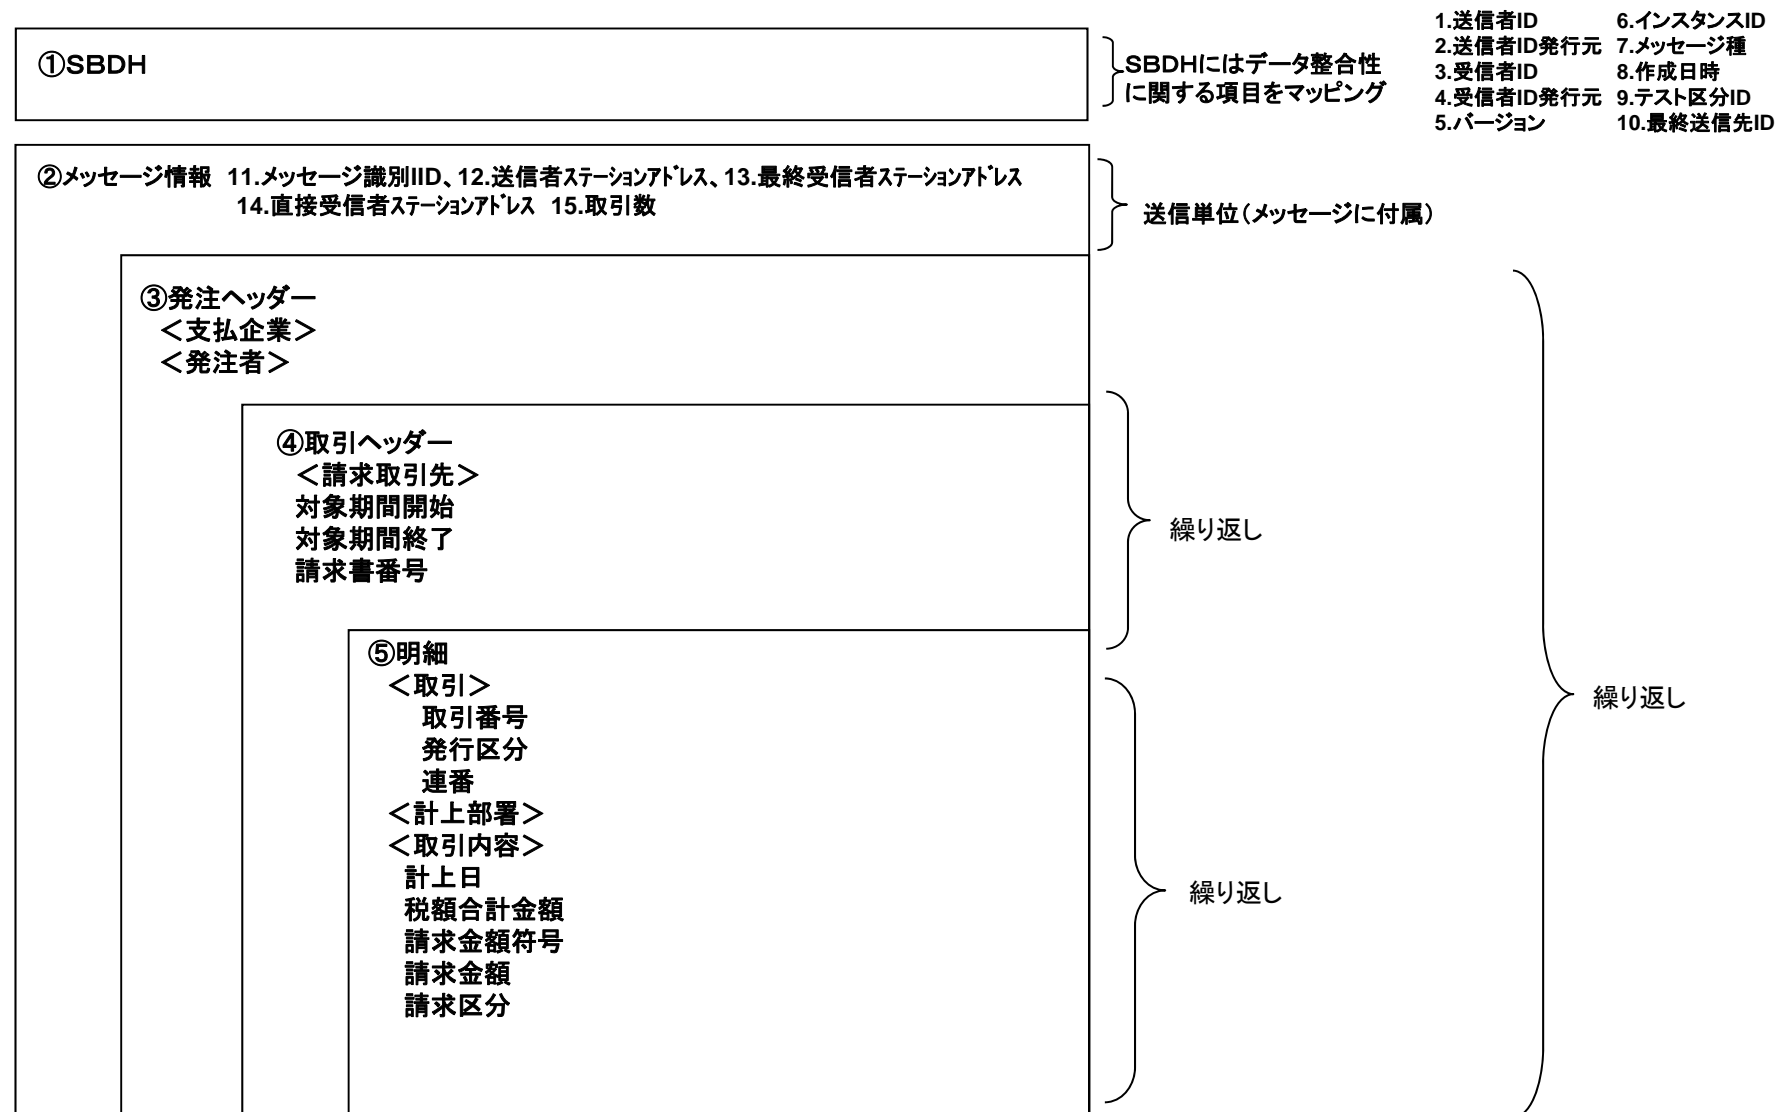 ①SBDH
SBDHにはデータ整合性
に関する項目をマッピング
1.送信者ID 6.インスタンスID
2.送信者ID発行元 7.メッセージ種
3.受信者ID 8.作成日時
4.受信者ID発行元 9.テスト区分ID
5.バージョン 10.最終送信先ID
②メッセージ情報 11.メッセージ識別IID、12.送信者ステーションアドレス、13.最終受信者ステーションアドレス
14.直接受信者ステーションアドレス 15.取引数
送信単位(メッセージに付属)
③発注ヘッダー
<支払企業>
<発注者>
④取引ヘッダー
<請求取引先>
対象期間開始
対象期間終了
請求書番号
繰り返し
⑤明細
<取引>
取引番号
発行区分
連番
<計上部署>
<取引内容>
計上日
税額合計金額
請求金額符号
請求金額
請求区分
繰り返し
繰り返し